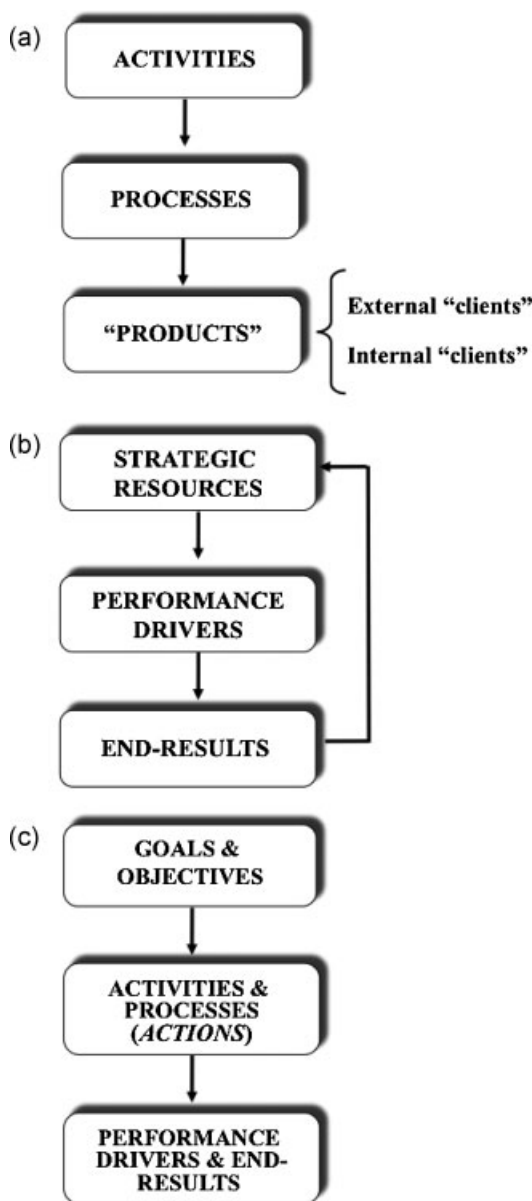 (a)
ACTIVITIES
PROCESSES
“PRODUCTS”
External “clients”
Internal “clients”
(b)
STRATEGIC
RESOURCES
PERFORMANCE
DRIVERS
END-RESULTS
(c)
GOALS &
OBJECTIVES
ACTIVITIES &
PROCESSES
(ACTIONS)
PERFORMANCE
DRIVERS & END-
RESULTS